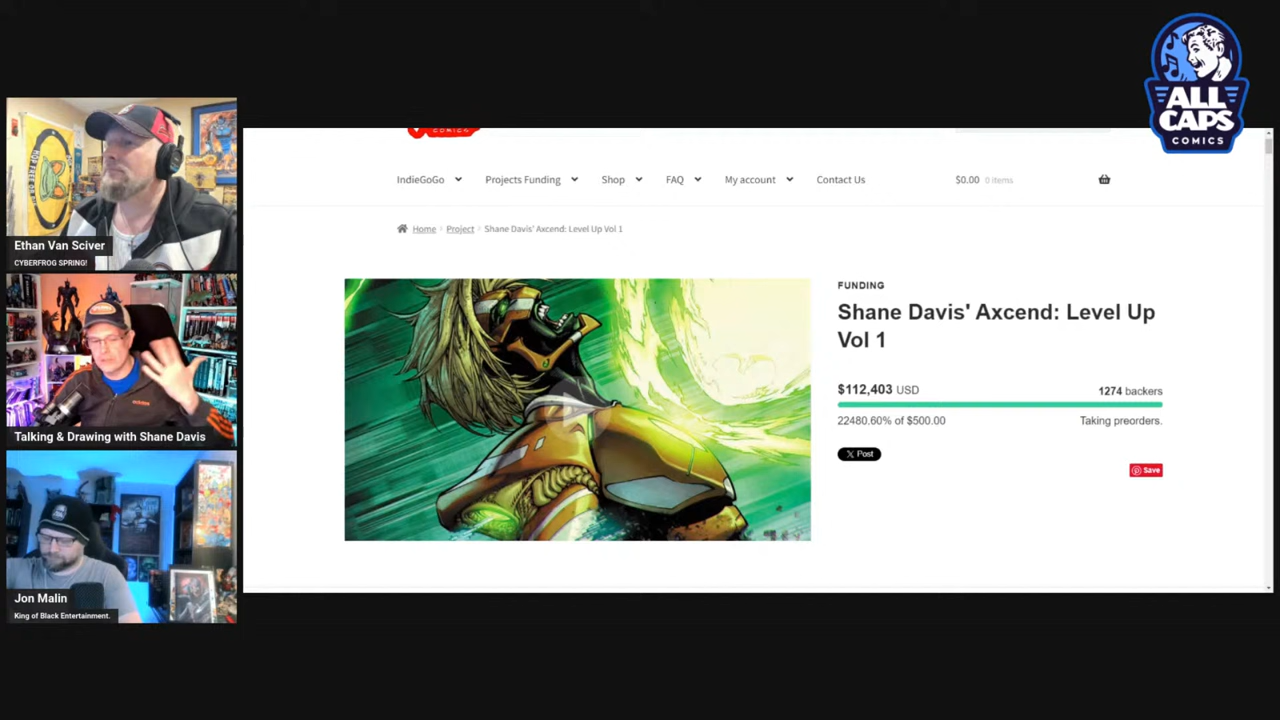 ALL
CAPS
COMICS
COMICS
IndieGoGo
Projects Funding
Shop
FAQ
My account
Contact Us
$0.00 0 items
Home / Project / Shane Davis' Axcend: Level Up Vol 1
FUNDING
Shane Davis' Axcend: Level Up
Vol 1
$112,403 USD
1274 backers
22480.60% of $500.00
Taking preorders.
X Post
Save
Ethan Van Sciver
CYBERFROG SPRING!
Talking & Drawing with Shane Davis
Jon Malin
King of Black Entertainment.